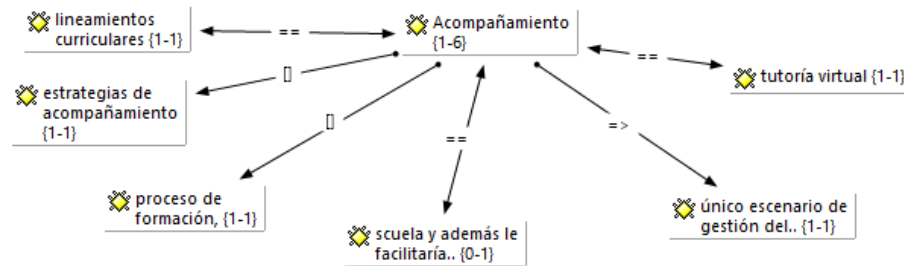 lineamientos
curriculares {1-1}
==
Acompañamiento
{1-6}
==
tutoría virtual {1-1}
[]
estrategias de
acompañamiento
{1-1}
[]
==
=>
proceso de
formación, {1-1}
scuela y además le
facilitaría.. {0-1}
único escenario de
gestión del.. {1-1}